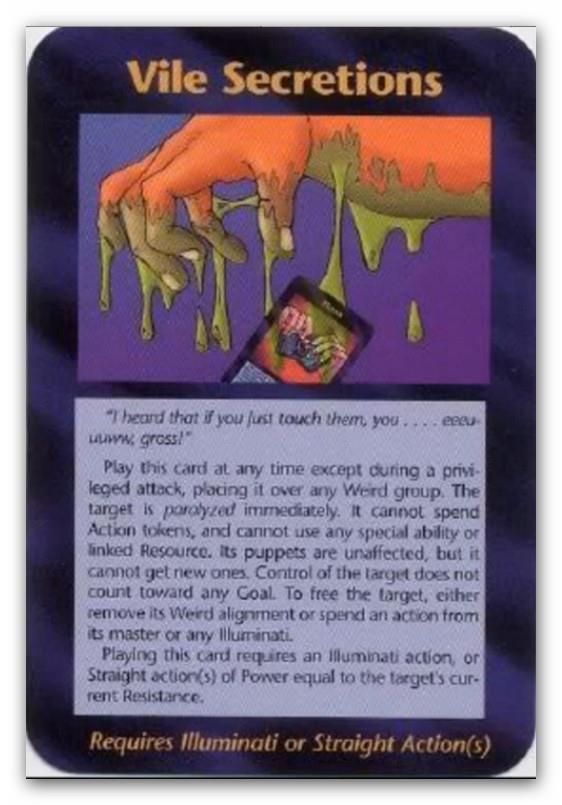 Vile Secretions
"I heard that if you just touch them, you . . . . eeeu-
uuww, gross!"
Play this card at any time except during a privi-
leged attack, placing it over any Weird group. The
target is paralyzed immediately. It cannot spend
Action tokens, and cannot use any special ability or
linked Resource. Its puppets are unaffected, but it
cannot get new ones. Control of the target does not
count toward any Goal. To free the target, either
remove its Weird alignment or spend an action from
its master or any Illuminati.
Playing this card requires an Illuminati action, or
Straight action(s) of Power equal to the target's cur-
rent Resistance.
Requires Illuminati or Straight Action(s)